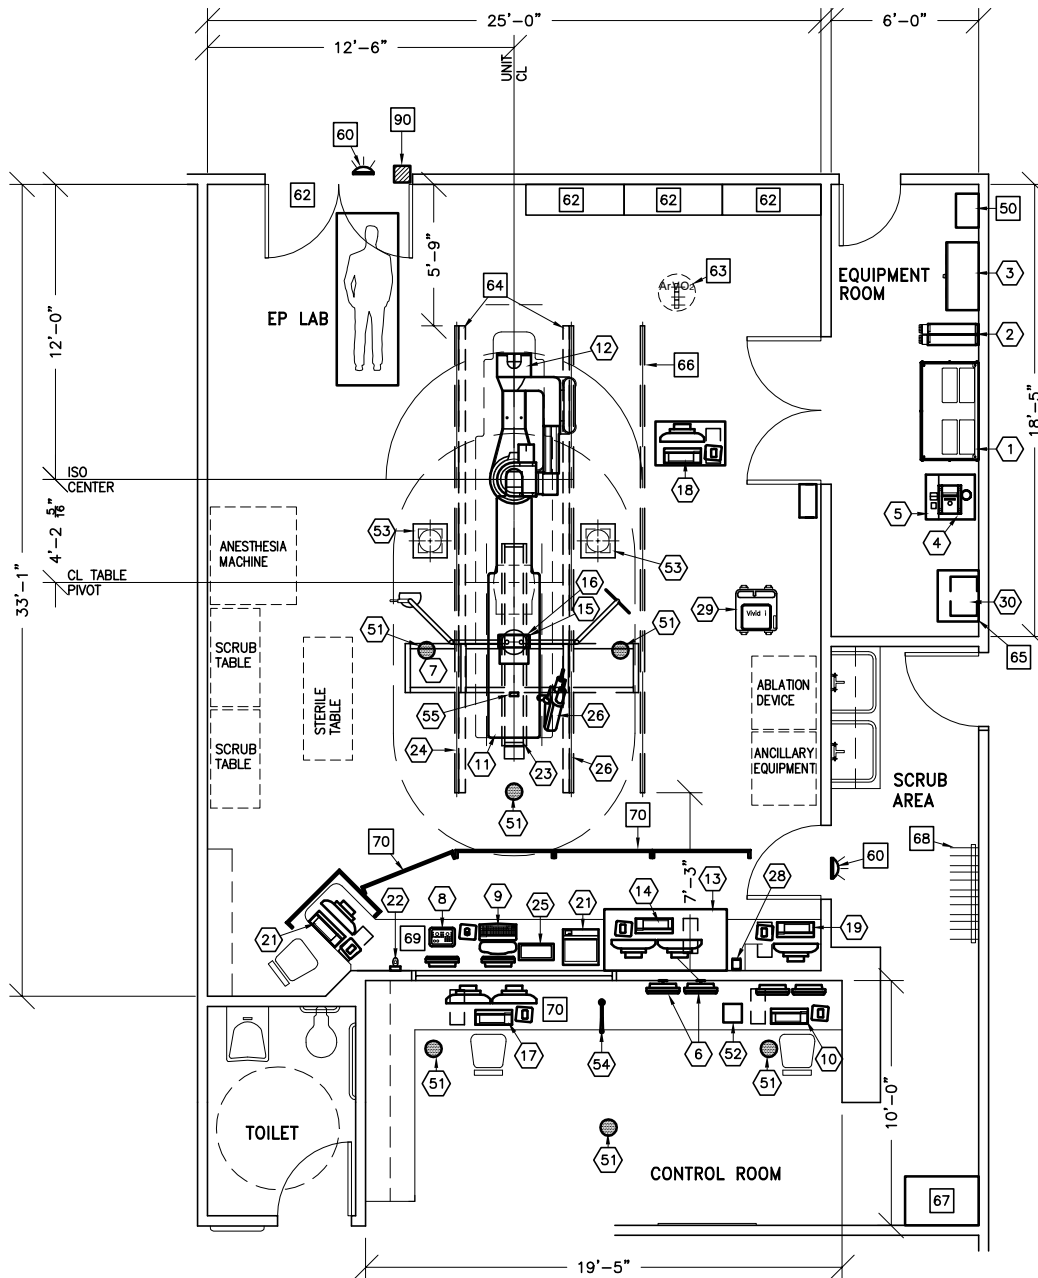 25'-0"
6'-0"
12'-6"
UNIT
CL
60
90
62
62
62
62
50
5'-9"
64
63
EQUIPMENT
ROOM
3
EP LAB
12'-0"
2
12
66
18'-5"
1
ISO
CENTER
18
5
4
4'-2 5/16"
53
53
ANESTHESIA
MACHINE
CL TABLE
PIVOT
33'-1"
16
15
29
Vivid i
30
51
51
7
65
SCRUB
TABLE
STERILE
TABLE
ABLATION
DEVICE
55
26
SCRUB
TABLE
24
11
23
26
ANCILLARY
EQUIPMENT
SCRUB
AREA
51
70
70
60
68
7'-3"
13
28
14
22
8
9
25
21
21
69
19
70
17
54
6
52
10
51
51
10'-0"
TOILET
51
CONTROL ROOM
67
19'-5"